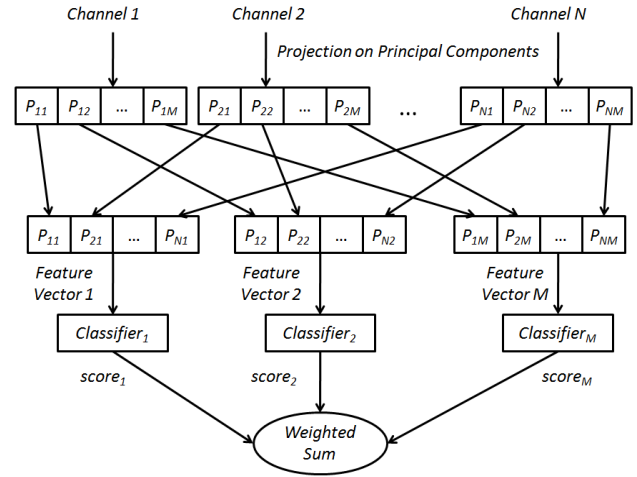 Channel 1 Channel 2 Channel N
Projection on Principal Components
P11 P12 ... P1M P21 P22 ... P2M ... PN1 PN2 ... PNM
P11 P21 ... PN1 P12 P22 ... PN2 P1M P2M ... PNM
Feature Vector 1
Feature Vector 2
Feature Vector M
Classifier1 Classifier2 ClassifierM
score1 score2 scoreM
Weighted
Sum